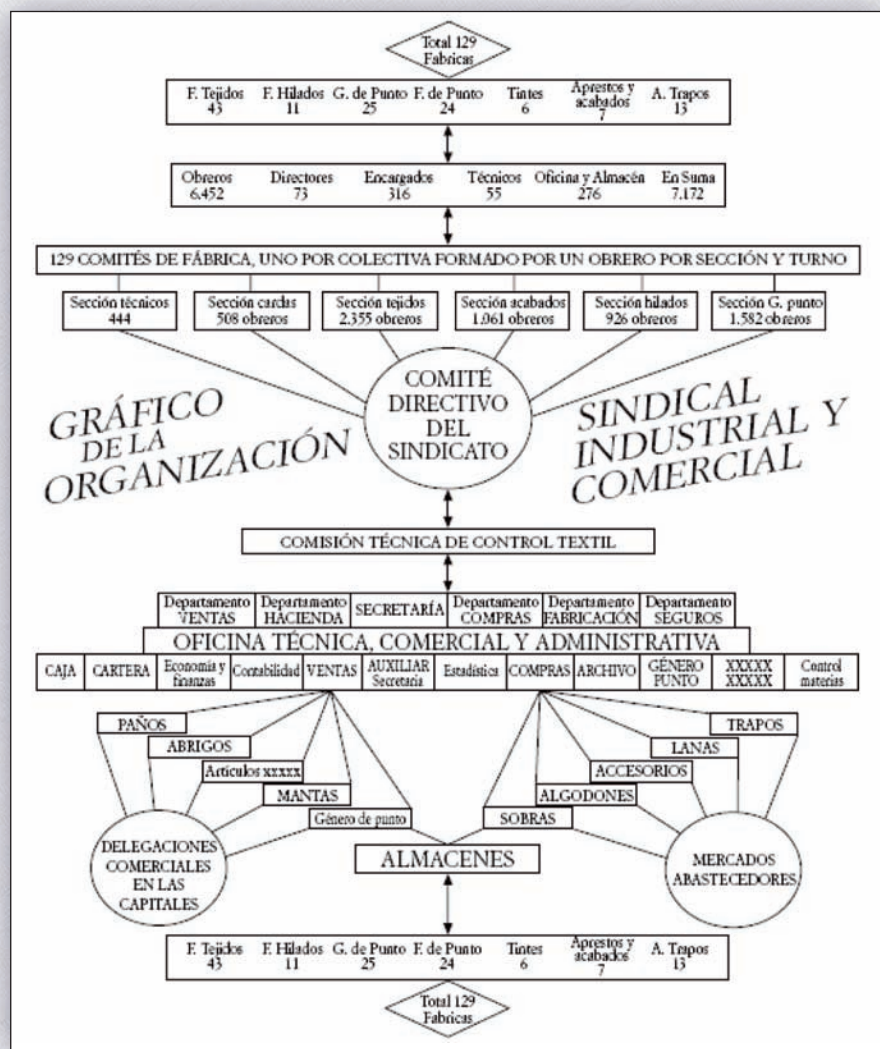 Total 129
Fabricas
F. Tejidos F. Hilados G. de Punto F. de Punto Tintes Aprestos y acabados A. Trapos
43 11 25 24 6 7 13
Obreros Directores Encargados Técnicos Oficina y Almacén En Suma
6.452 73 316 55 276 7.172
129 COMITÉS DE FÁBRICA, UNO POR COLECTIVA FORMADO POR UN OBRERO POR SECCIÓN Y TURNO
Sección técnicos Sección cardas Sección tejidos Sección acabados Sección hilados Sección G. punto
444 508 obreros 2.355 obreros 1.061 obreros 926 obreros 1.582 obreros
COMITÉ
DIRECTIVO
DEL
SINDICATO
GRÁFICO
DE LA
ORGANIZACIÓN
SINDICAL
INDUSTRIAL Y
COMERCIAL
COMISIÓN TÉCNICA DE CONTROL TEXTIL
Departamento Departamento SECRETARÍA Departamento Departamento Departamento
VENTAS HACIENDA COMPRAS FABRICACIÓN SEGUROS
OFICINA TÉCNICA, COMERCIAL Y ADMINISTRATIVA
CAJA CARTERA Economía y finanzas Contabilidad VENTAS AUXILIAR Secretaria Estadística COMPRAS ARCHIVO GÉNERO PUNTO XXXXX XXXXX Control materias
PAÑOS
ABRIGOS
Artículos xxxxx
MANTAS
Género de punto
TRAPOS
LANAS
ACCESORIOS
ALGODONES
SOBRAS
DELEGACIONES
COMERCIALES
EN LAS
CAPITALES
ALMACENES
MERCADOS
ABASTECEDORES
F. Tejidos F. Hilados G. de Punto F. de Punto Tintes Aprestos y acabados A. Trapos
43 11 25 24 6 7 13
Total 129
Fabricas